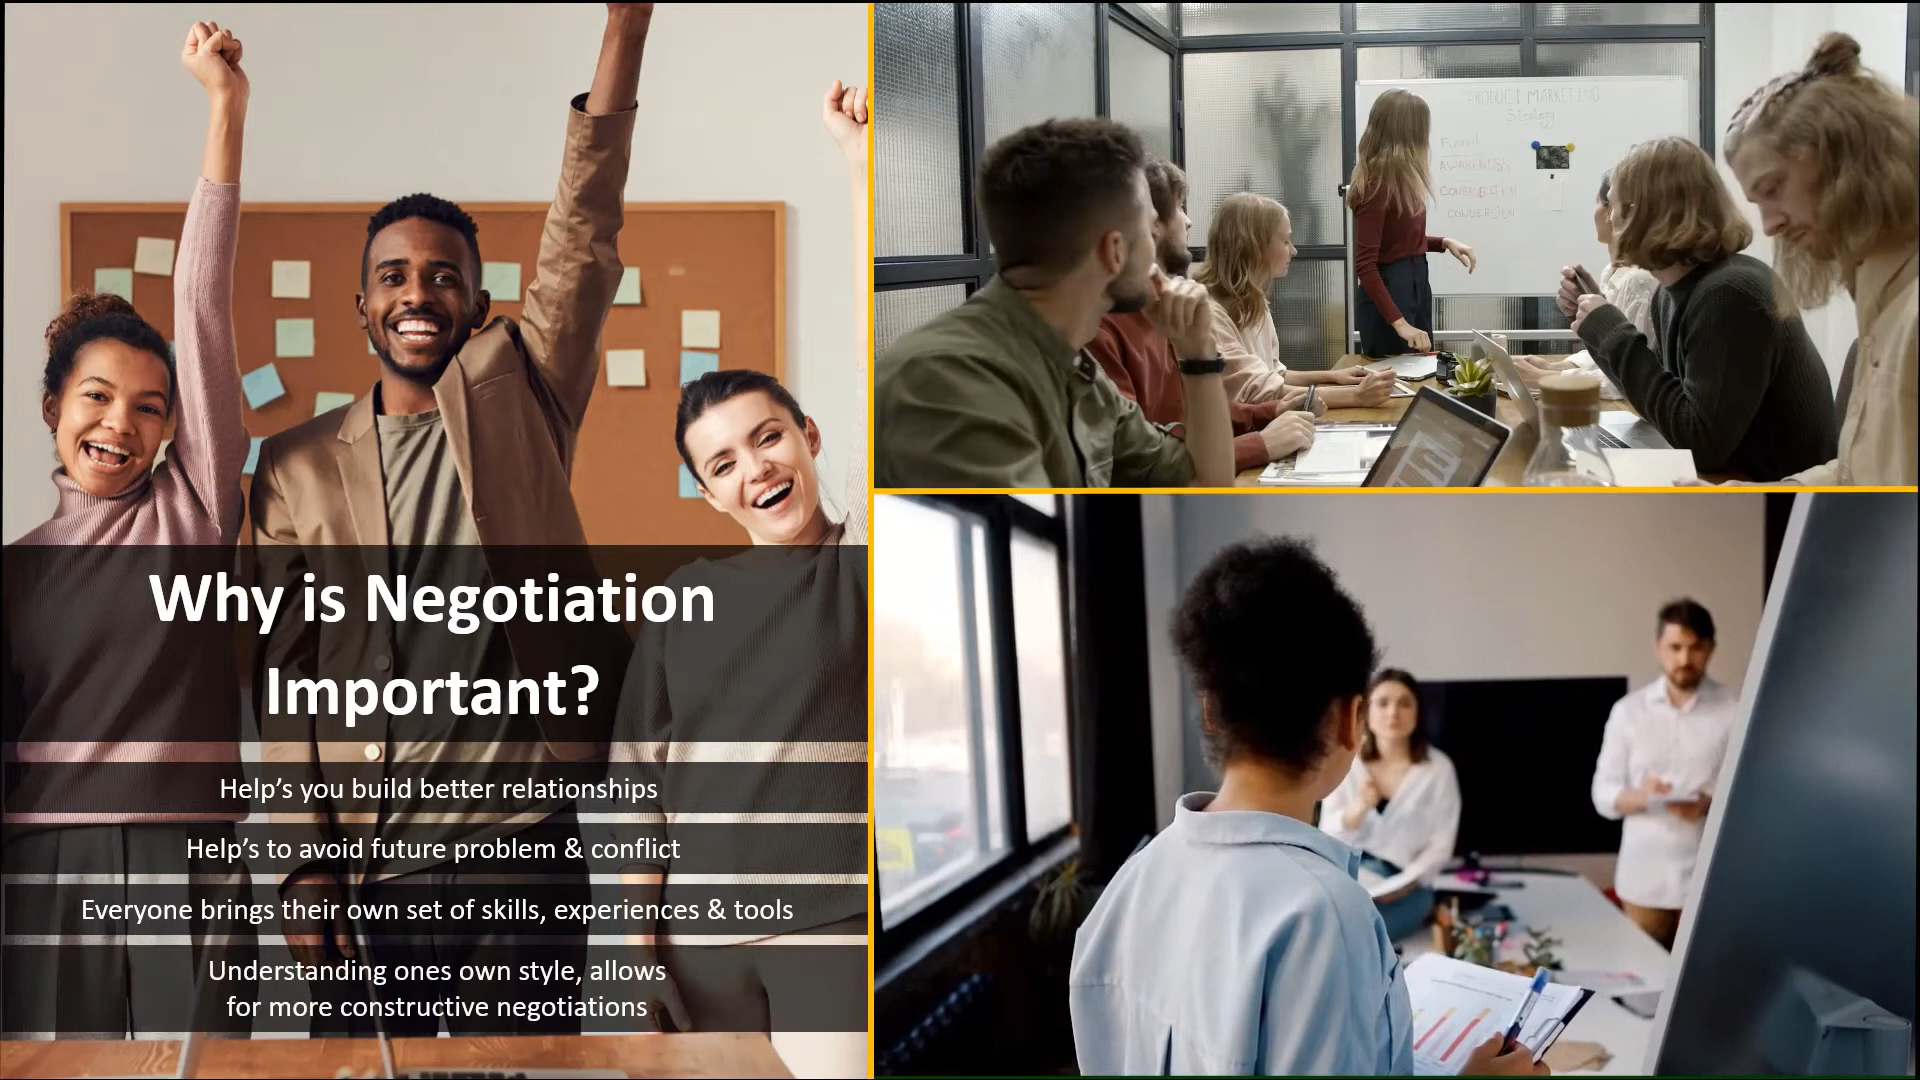 Why is Negotiation
Important?
Help’s you build better relationships
Help’s to avoid future problem & conflict
Everyone brings their own set of skills, experiences & tools
Understanding ones own style, allows
for more constructive negotiations
PRODUCT MARKETING
Strategy
Funnel
AWARENESS
CONSIDERATION
CONVERSION